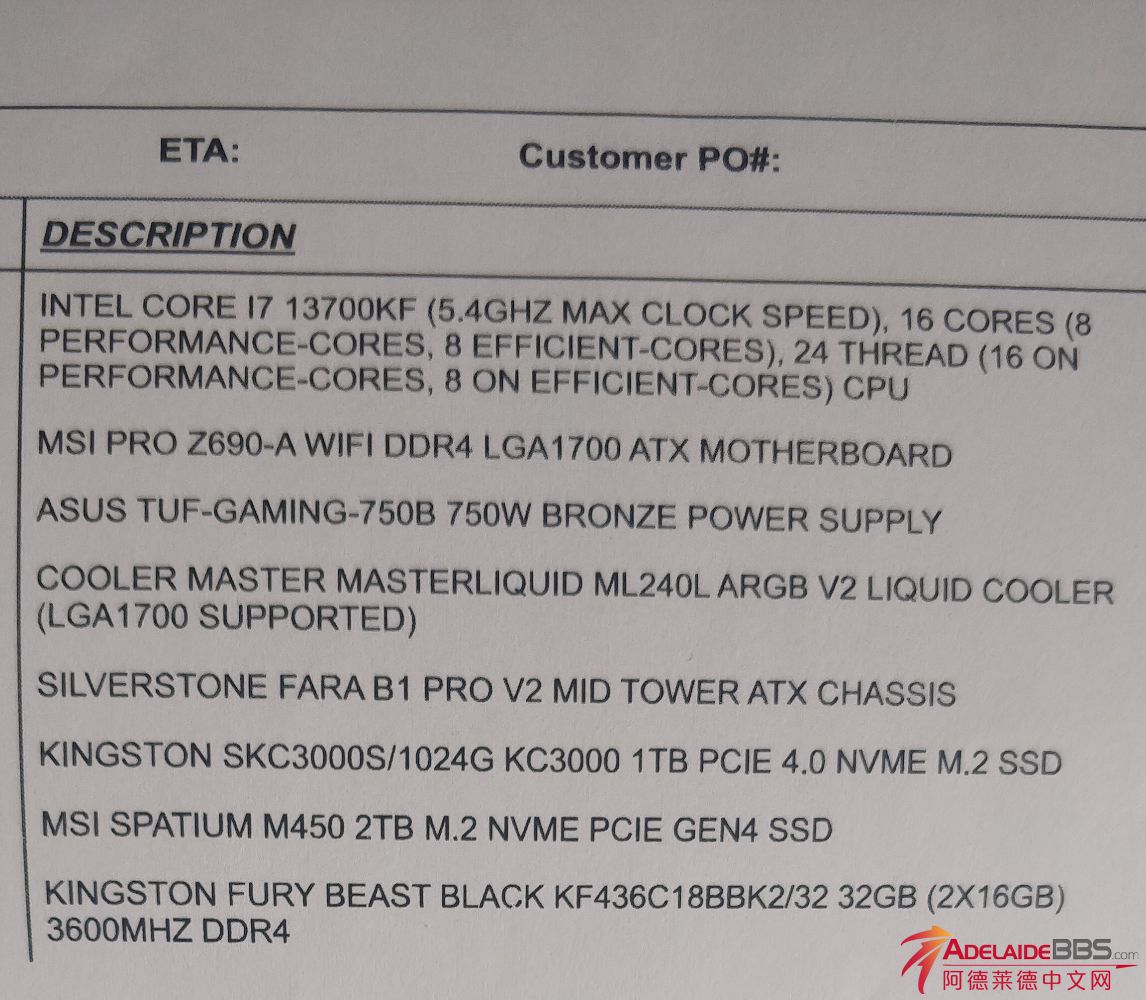 ETA:
Customer PO#:
DESCRIPTION
INTEL CORE I7 13700KF (5.4GHZ MAX CLOCK SPEED), 16 CORES (8
PERFORMANCE-CORES, 8 EFFICIENT-CORES), 24 THREAD (16 ON
PERFORMANCE-CORES, 8 ON EFFICIENT-CORES) CPU
MSI PRO Z690-A WIFI DDR4 LGA1700 ATX MOTHERBOARD
ASUS TUF-GAMING-750B 750W BRONZE POWER SUPPLY
COOLER MASTER MASTERLIQUID ML240L ARGB V2 LIQUID COOLER
(LGA1700 SUPPORTED)
SILVERSTONE FARA B1 PRO V2 MID TOWER ATX CHASSIS
KINGSTON SKC3000S/1024G KC3000 1TB PCIE 4.0 NVME M.2 SSD
MSI SPATIUM M450 2TB M.2 NVME PCIE GEN4 SSD
KINGSTON FURY BEAST BLACK KF436C18BBK2/32 32GB (2X16GB)
3600MHZ DDR4
ADELAIDEBBS.com
阿德莱德中文网